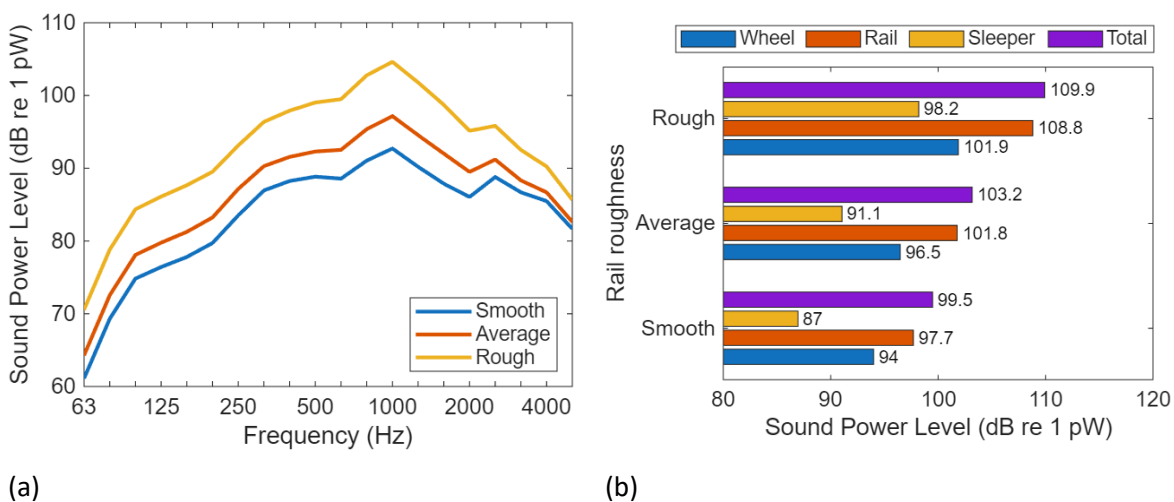 110
100
90
80
70
60
Sound Power Level (dB re 1 pW)
Smooth
Average
Rough
63 125 250 500 1000 2000 4000
Frequency (Hz)
(a)
Wheel Rail Sleeper Total
Rail roughness
Rough
109.9
98.2
108.8
101.9
Average
103.2
91.1
101.8
96.5
Smooth
99.5
87
97.7
94
80 90 100 110 120
Sound Power Level (dB re 1 pW)
(b)